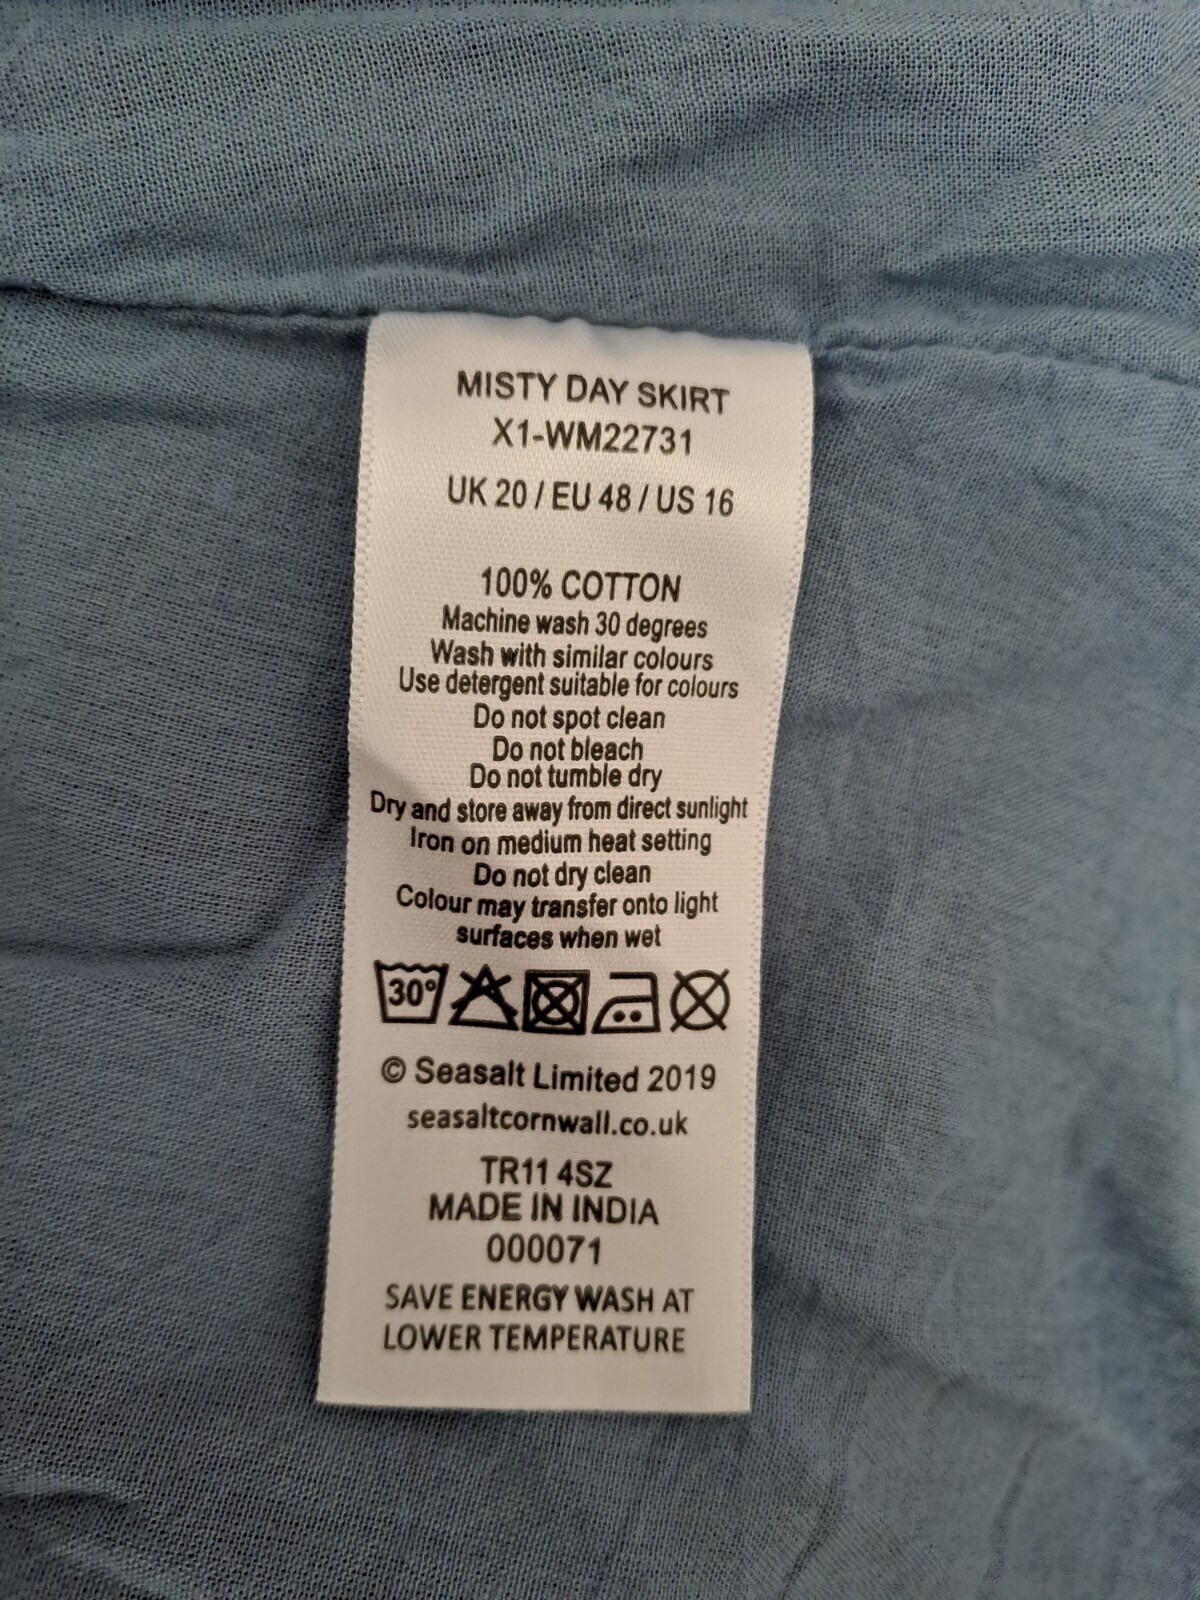 MISTY DAY SKIRT
X1-WM22731
UK 20 / EU 48 / US 16
100% COTTON
Machine wash 30 degrees
Wash with similar colours
Use detergent suitable for colours
Do not spot clean
Do not bleach
Do not tumble dry
Dry and store away from direct sunlight
Iron on medium heat setting
Do not dry clean
Colour may transfer onto light
surfaces when wet
30°
© Seasalt Limited 2019
seasaltcornwall.co.uk
TR11 4SZ
MADE IN INDIA
000071
SAVE ENERGY WASH AT
LOWER TEMPERATURE